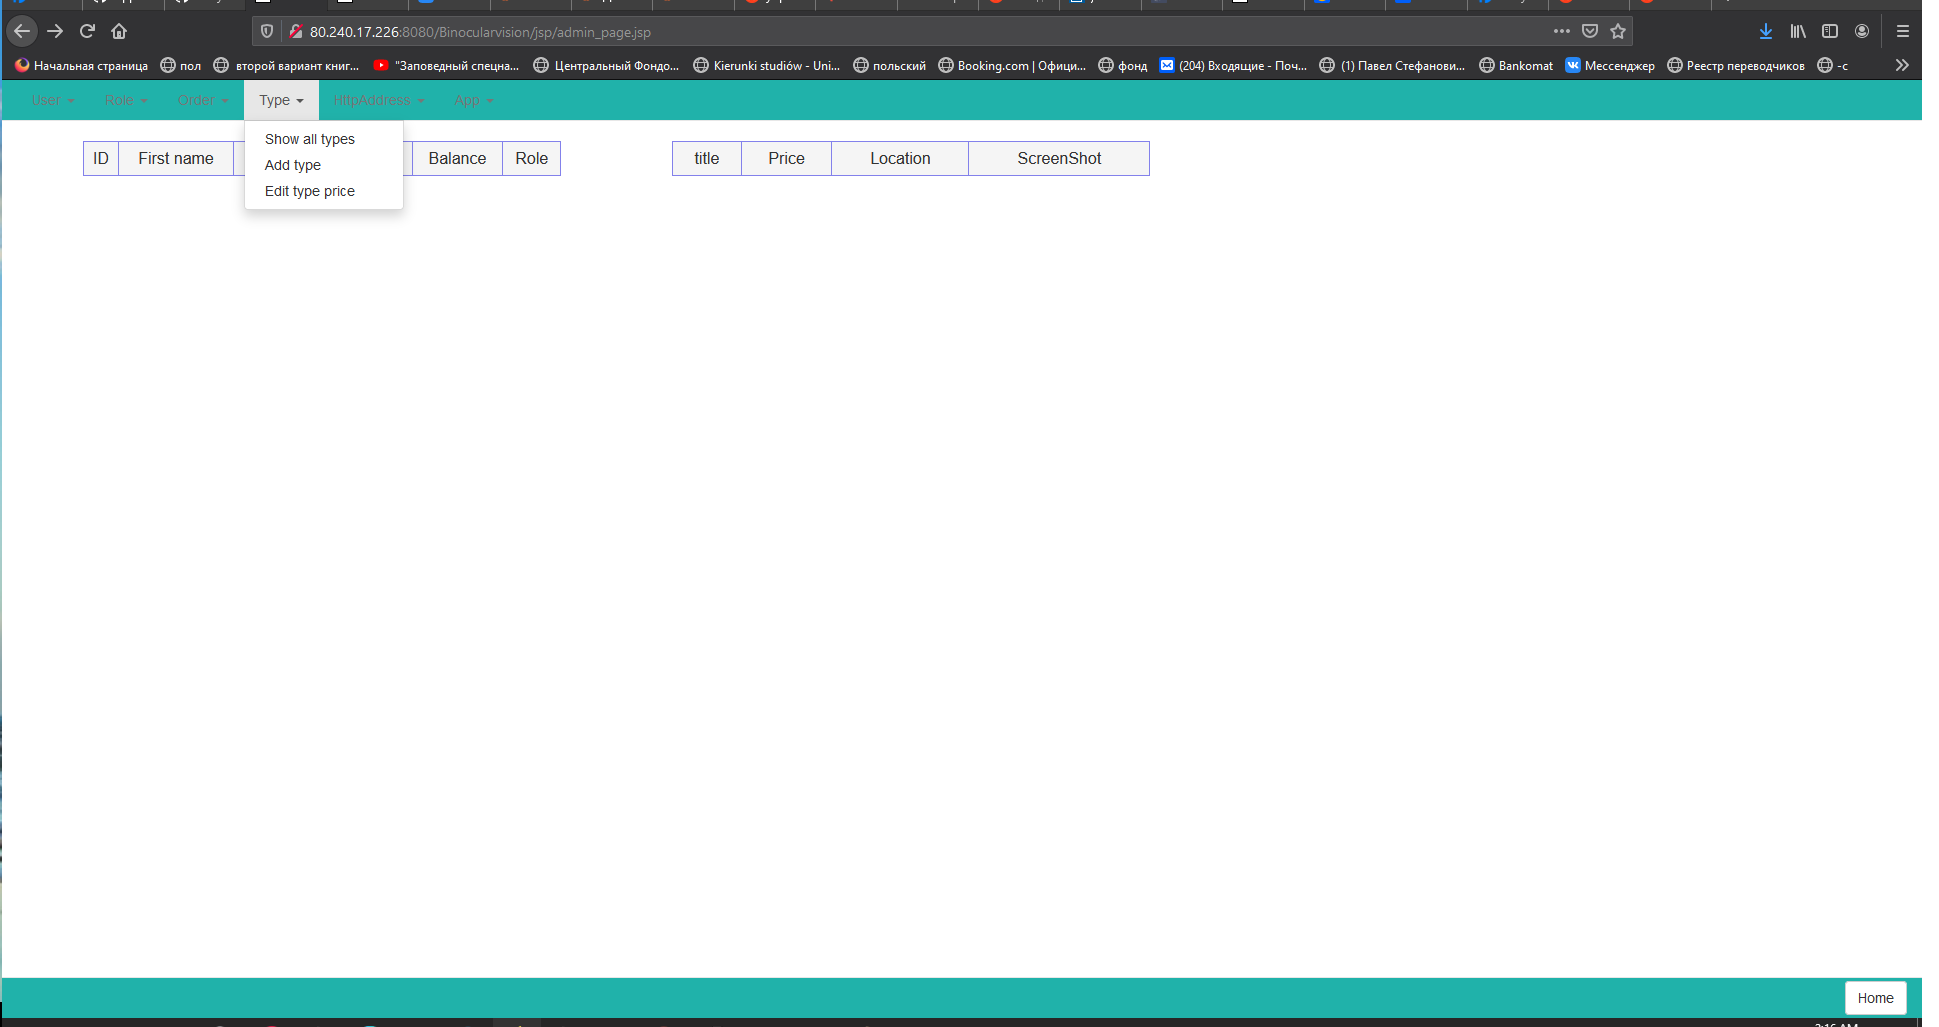 80.240.17.226:8080/Binocularvision/jsp/admin_page.jsp
Начальная страница пол второй вариант книг... "Заповедный спецна... Центральный Фондо... Kierunki studiów - Uni... польский Booking.com | Офици... фонд (204) Входящие - Поч... (1) Павел Стефанови... Bankomat Мессенджер Реестр переводчиков -с
User Role Order Type HttpAddress App
Show all types
Add type
Edit type price
ID First name Balance Role
title Price Location ScreenShot
Home